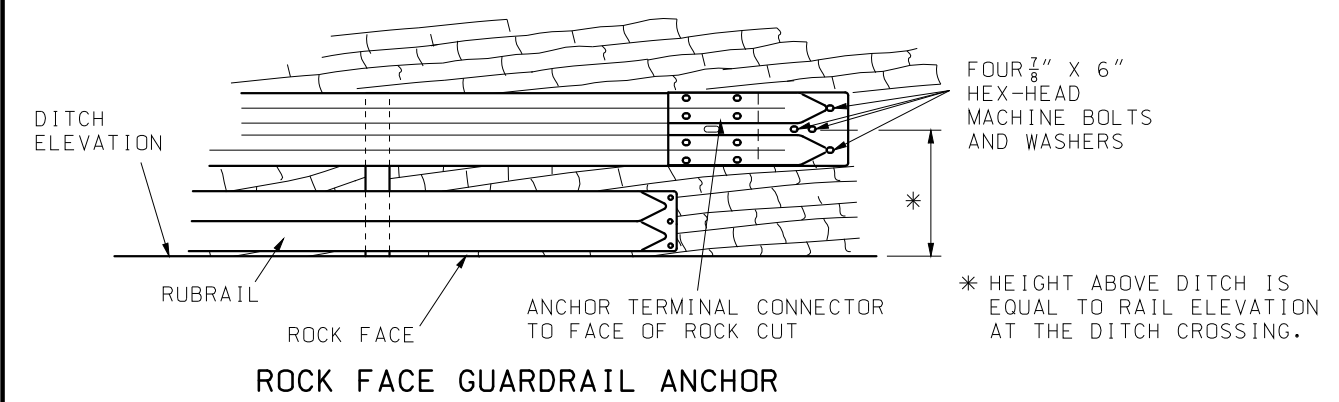 FOUR 7/8" X 6"
HEX-HEAD
MACHINE BOLTS
AND WASHERS
DITCH
ELEVATION
*
RUBRAIL
ROCK FACE
ANCHOR TERMINAL CONNECTOR
TO FACE OF ROCK CUT
* HEIGHT ABOVE DITCH IS
EQUAL TO RAIL ELEVATION
AT THE DITCH CROSSING.
ROCK FACE GUARDRAIL ANCHOR